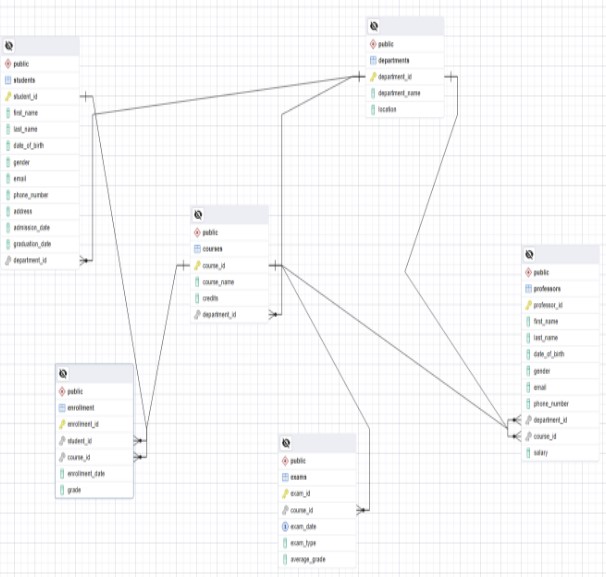 public
students
student_id
first_name
last_name
date_of_birth
gender
email
phone_number
address
admission_date
graduation_date
department_id
public
departments
department_id
department_name
location
public
courses
course_id
course_name
credits
department_id
public
professors
professor_id
first_name
last_name
date_of_birth
gender
email
phone_number
department_id
course_id
salary
public
enrollment
enrollment_id
student_id
course_id
enrollment_date
grade
public
exams
exam_id
course_id
exam_date
exam_type
average_grade